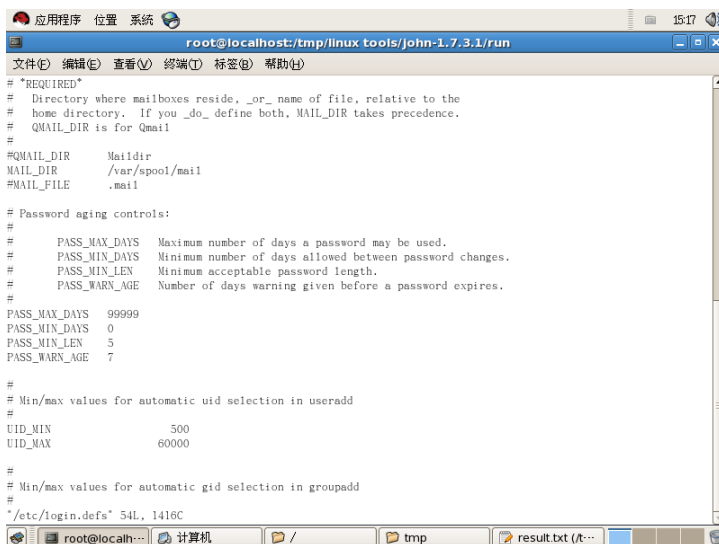 应用程序 位置 系统 15:17
root@localhost:/tmp/linux tools/john-1.7.3.1/run
文件(F) 编辑(E) 查看(V) 终端(T) 标签(B) 帮助(H)
# *REQUIRED*
#   Directory where mailboxes reside, _or_ name of file, relative to the
#   home directory.  If you _do_ define both, MAIL_DIR takes precedence.
#   QMAIL_DIR is for Qmail
#
#QMAIL_DIR      Maildir
MAIL_DIR        /var/spool/mail
#MAIL_FILE      .mail
# Password aging controls:
#
#       PASS_MAX_DAYS   Maximum number of days a password may be used.
#       PASS_MIN_DAYS   Minimum number of days allowed between password changes.
#       PASS_MIN_LEN    Minimum acceptable password length.
#       PASS_WARN_AGE   Number of days warning given before a password expires.
#
PASS_MAX_DAYS   99999
PASS_MIN_DAYS   0
PASS_MIN_LEN    5
PASS_WARN_AGE   7
#
# Min/max values for automatic uid selection in useradd
#
UID_MIN                   500
UID_MAX                 60000
#
# Min/max values for automatic gid selection in groupadd
#
"/etc/login.defs" 54L, 1416C
root@localh··· 计算机 / tmp result.txt (/t···